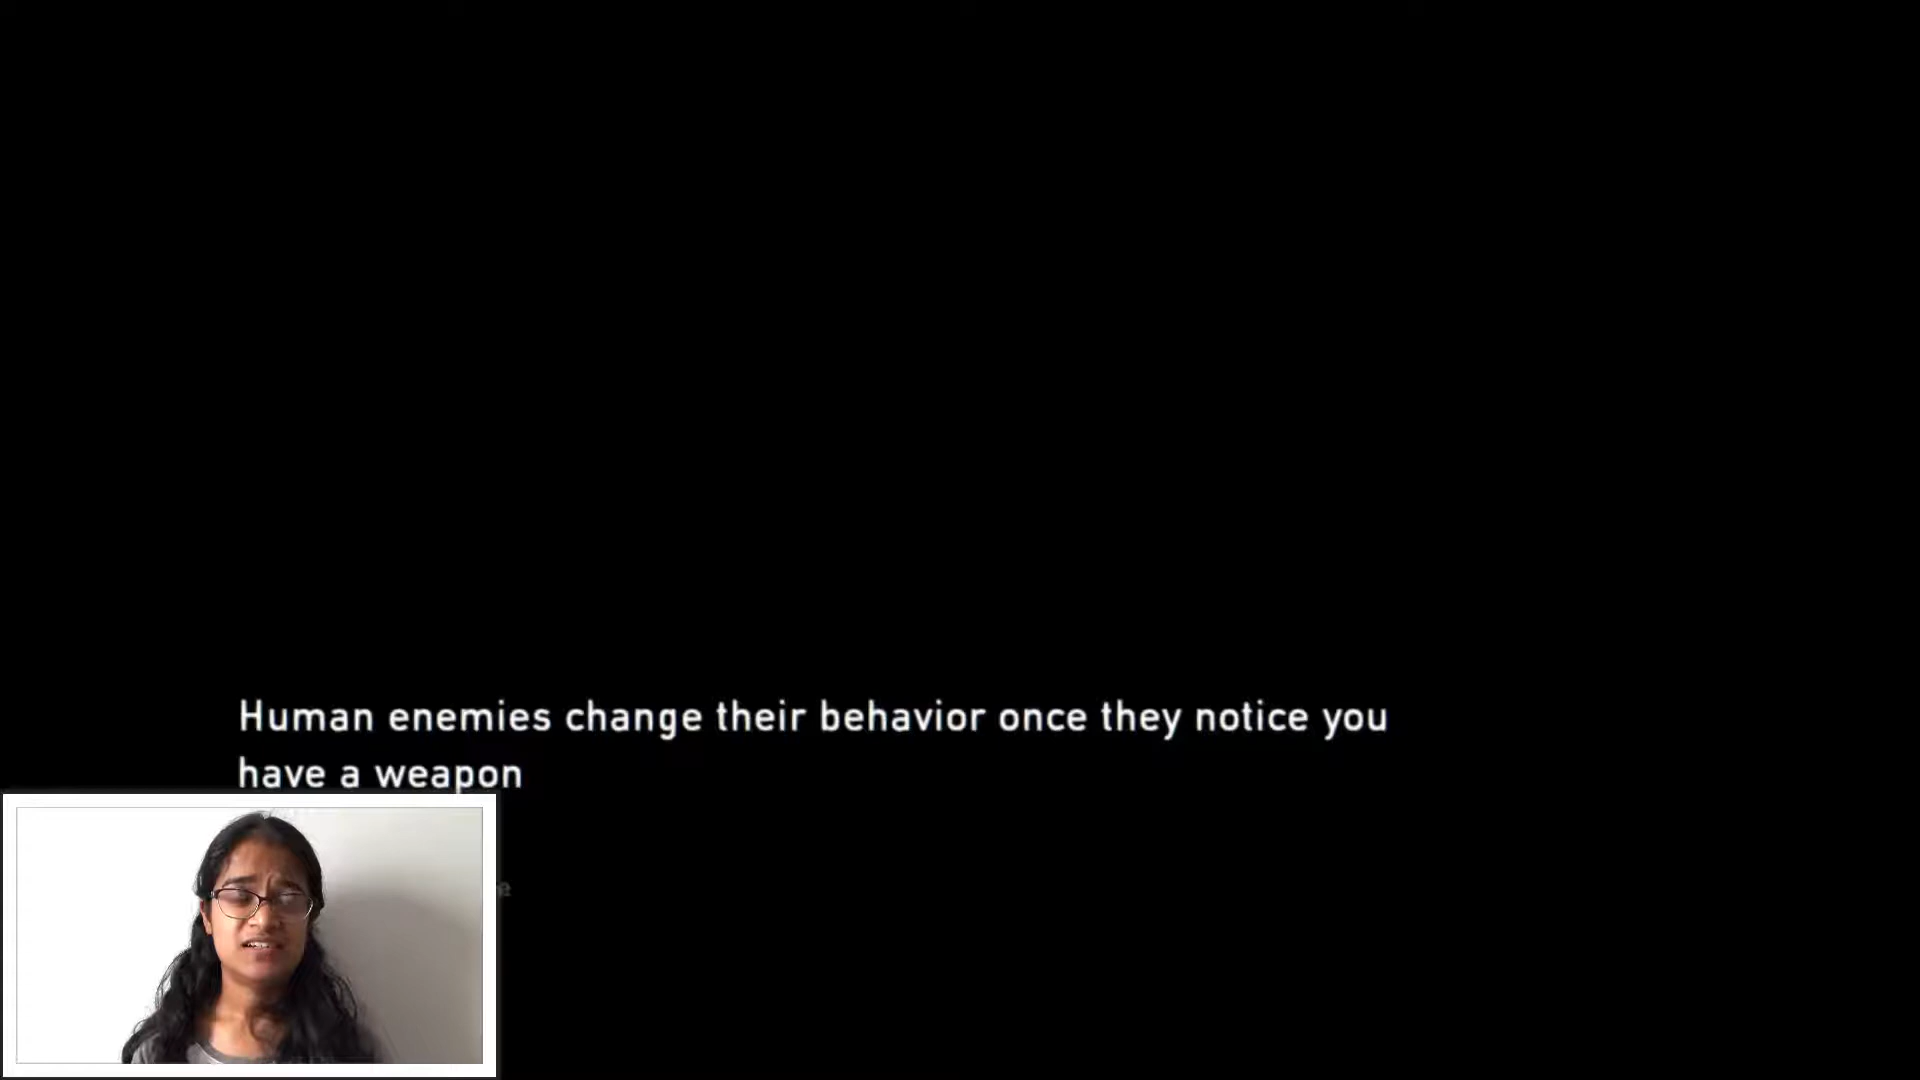 Human enemies change their behavior once they notice you
have a weapon